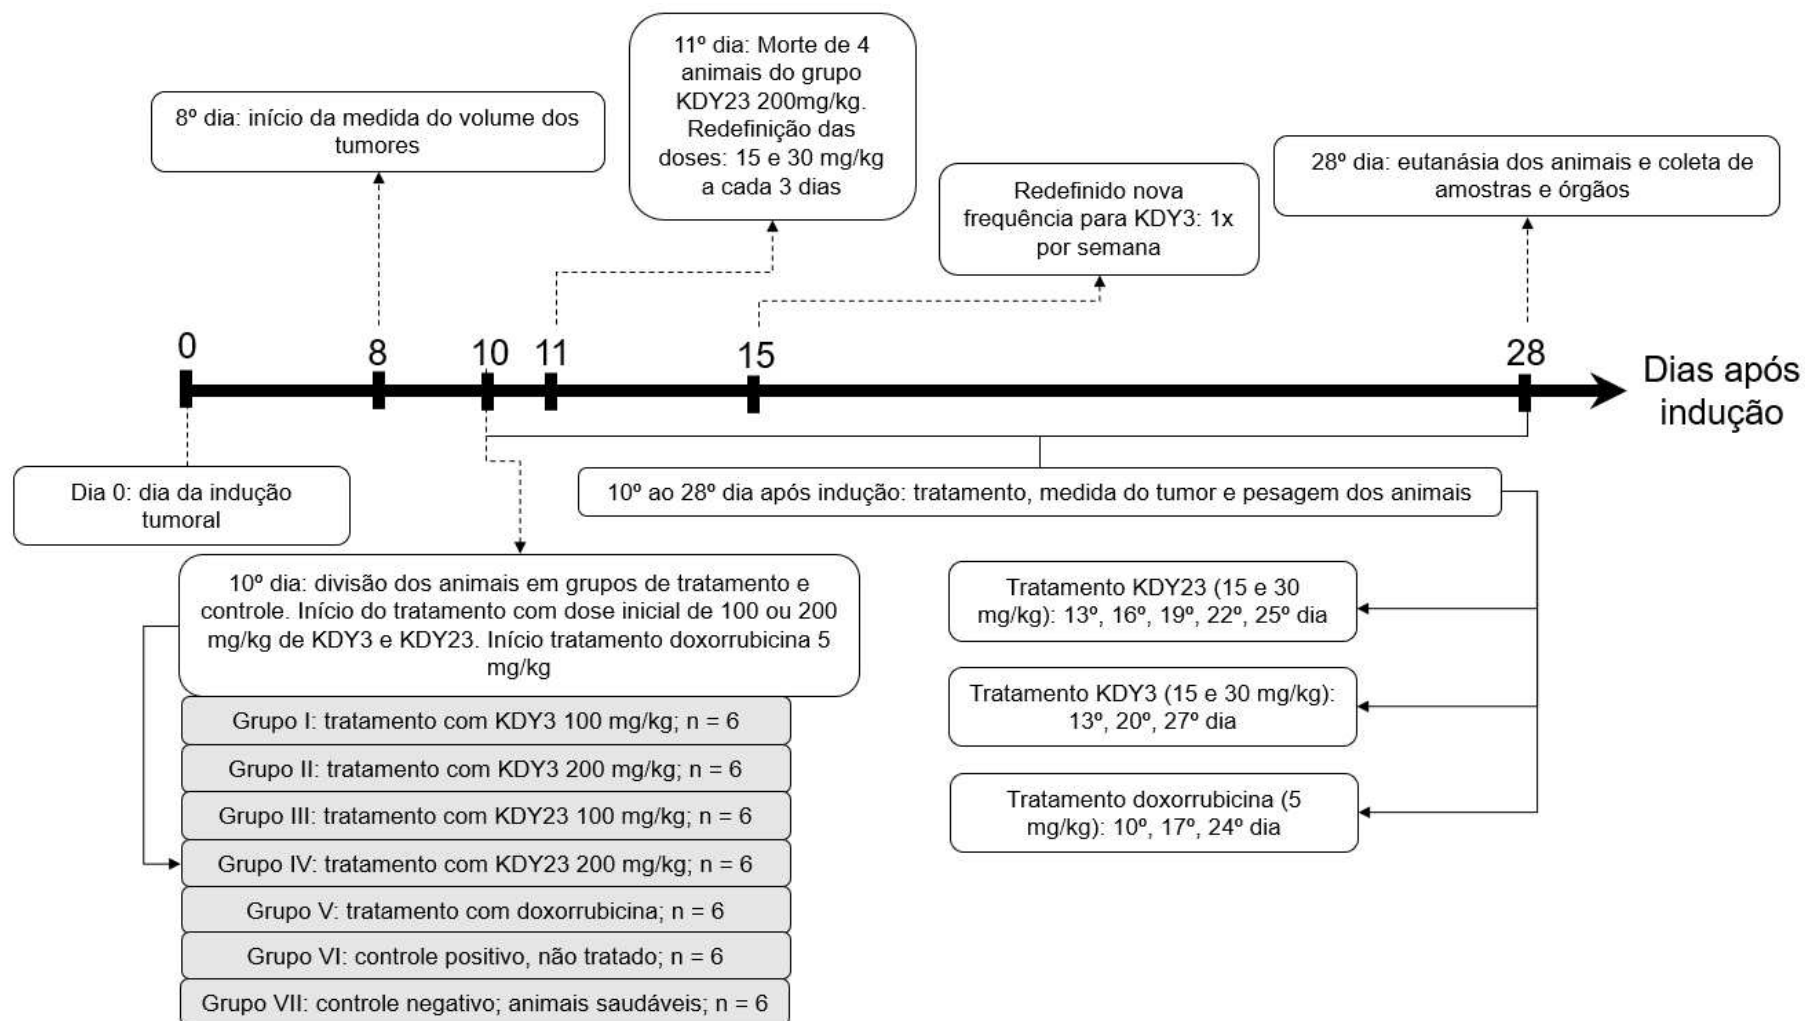 11º dia: Morte de 4
animais do grupo
KDY23 200mg/kg.
Redefinição das
doses: 15 e 30 mg/kg
a cada 3 dias
8º dia: início da medida do volume dos
tumores
Redefinido nova
frequência para KDY3: 1x
por semana
28º dia: eutanásia dos animais e coleta de
amostras e órgãos
0
8
10
11
15
28
Dias após
indução
Dia 0: dia da indução
tumoral
10º ao 28º dia após indução: tratamento, medida do tumor e pesagem dos animais
10º dia: divisão dos animais em grupos de tratamento e
controle. Início do tratamento com dose inicial de 100 ou 200
mg/kg de KDY3 e KDY23. Início tratamento doxorrubicina 5
mg/kg
Grupo I: tratamento com KDY3 100 mg/kg; n = 6
Grupo II: tratamento com KDY3 200 mg/kg; n = 6
Grupo III: tratamento com KDY23 100 mg/kg; n = 6
Grupo IV: tratamento com KDY23 200 mg/kg; n = 6
Grupo V: tratamento com doxorrubicina; n = 6
Grupo VI: controle positivo, não tratado; n = 6
Grupo VII: controle negativo; animais saudáveis; n = 6
Tratamento KDY23 (15 e 30
mg/kg): 13º, 16º, 19º, 22º, 25º dia
Tratamento KDY3 (15 e 30 mg/kg):
13º, 20º, 27º dia
Tratamento doxorrubicina (5
mg/kg): 10º, 17º, 24º dia